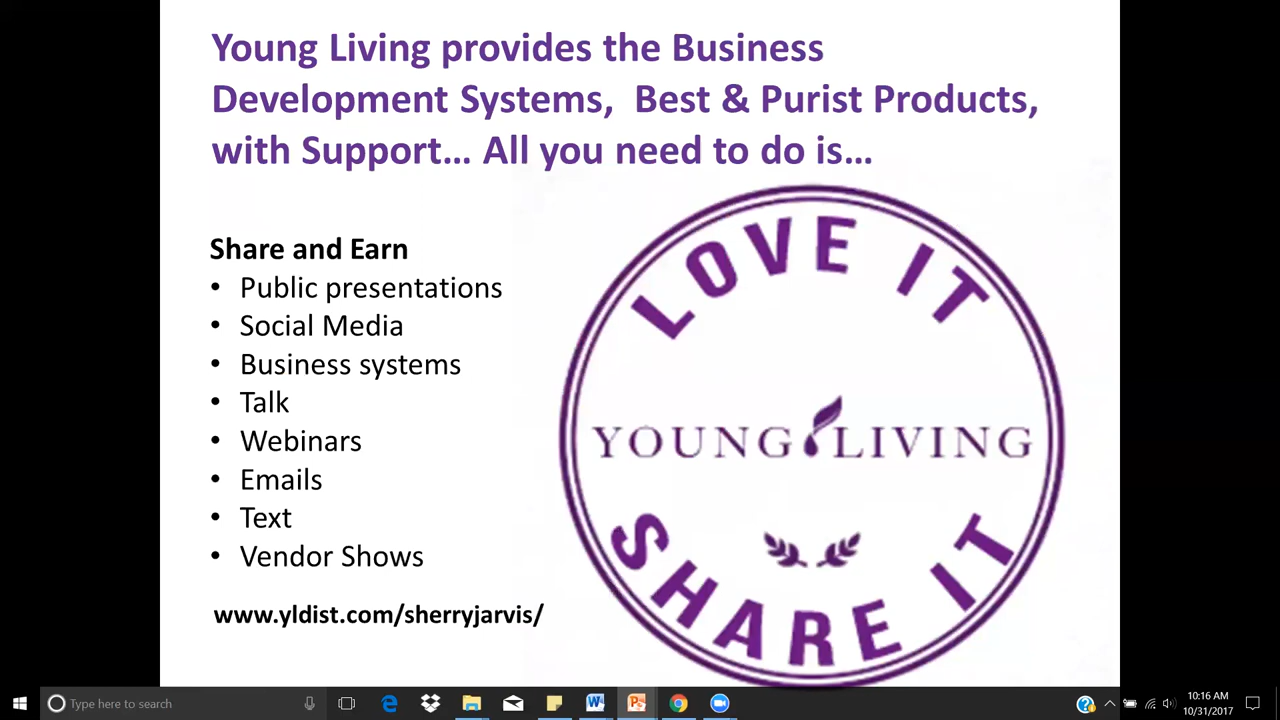 Young Living provides the Business
Development Systems,  Best & Purist Products,
with Support… All you need to do is…
Share and Earn
• Public presentations
• Social Media
• Business systems
• Talk
• Webinars
• Emails
• Text
• Vendor Shows
www.yldist.com/sherryjarvis/
LOVE IT
YOUNG LIVING
SHARE IT
Type here to search
10:16 AM
10/31/2017